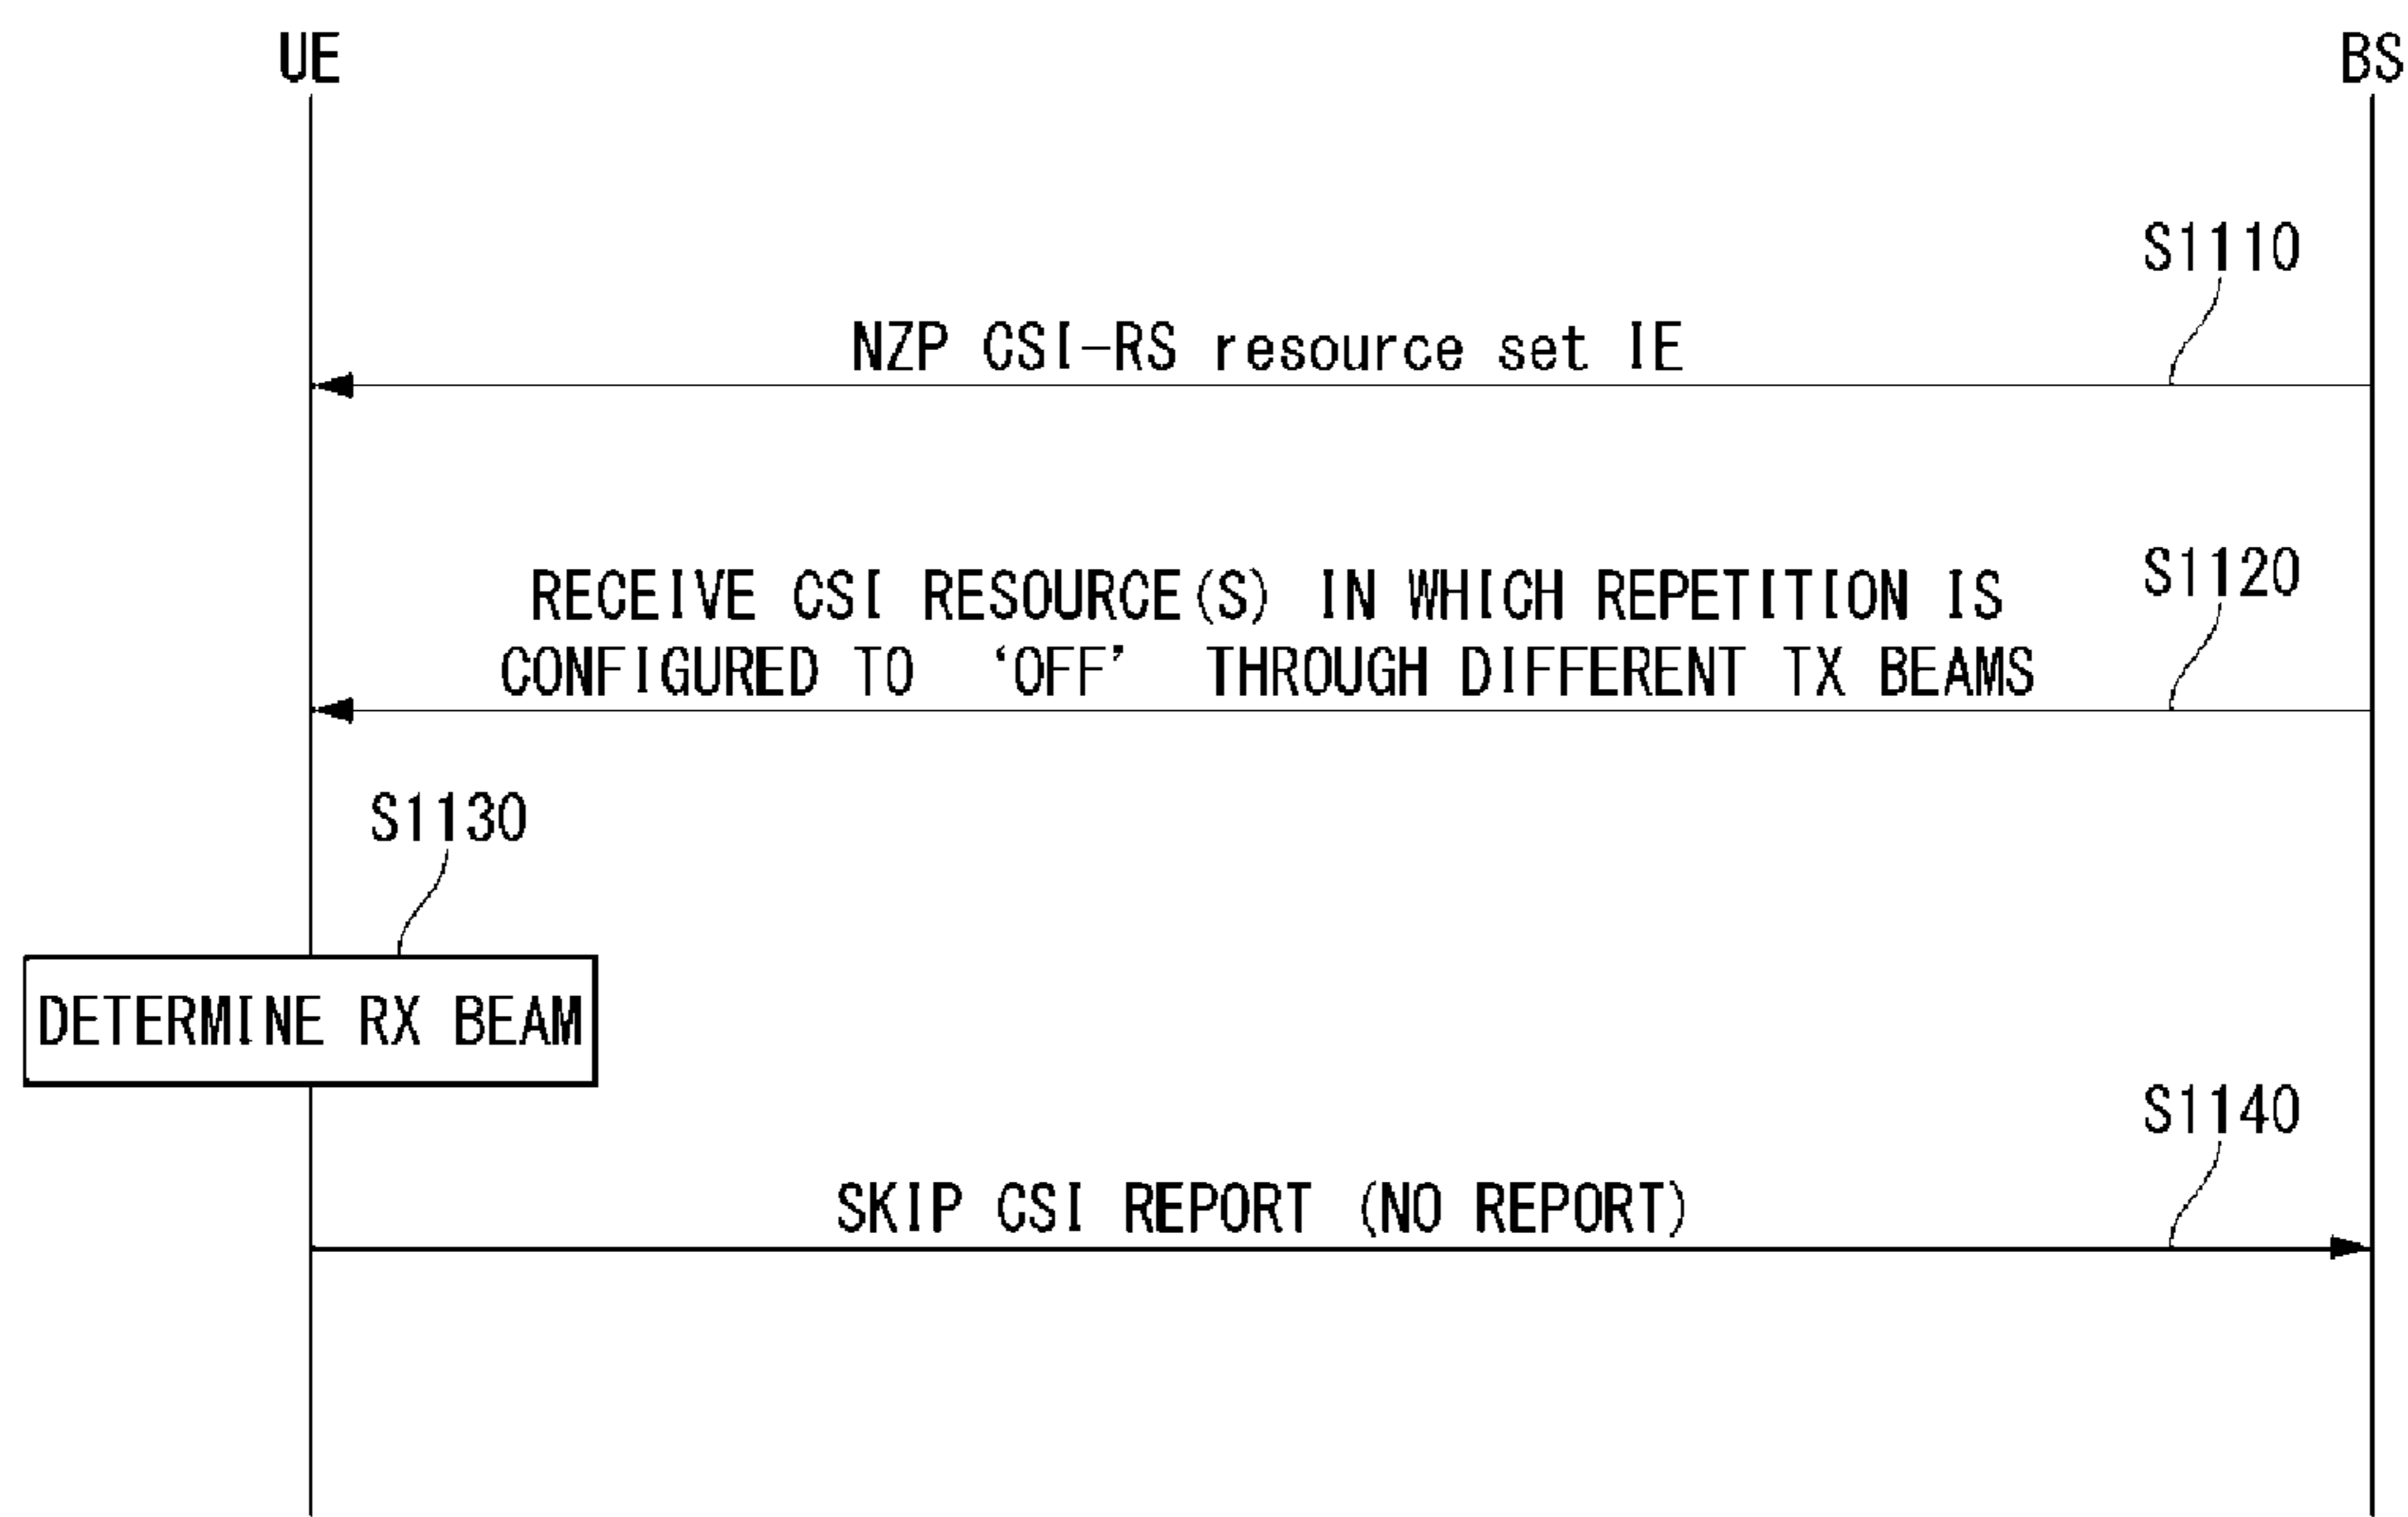 UE
BS
S1110
NZP CSI-RS resource set IE
S1120
RECEIVE CSI RESOURCE(S) IN WHICH REPETITION IS
CONFIGURED TO ‘OFF’ THROUGH DIFFERENT TX BEAMS
S1130
DETERMINE RX BEAM
S1140
SKIP CSI REPORT (NO REPORT)